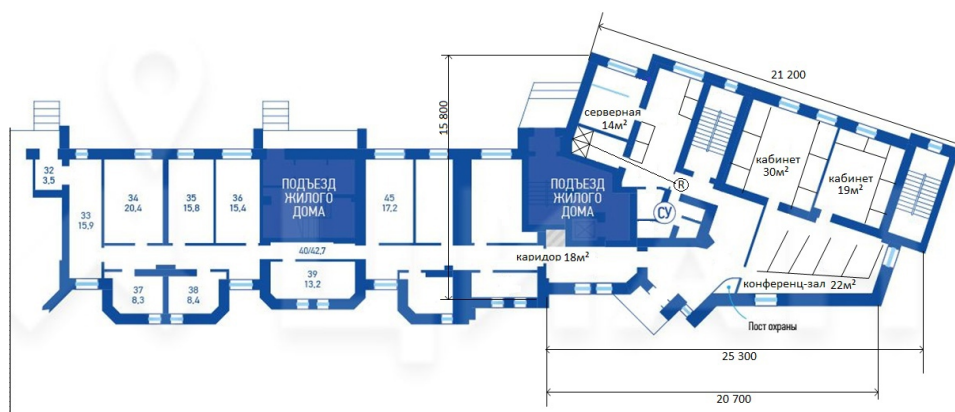 21 200
15 800
серверная
14м²
кабинет
30м²
кабинет
19м²
R
СУ
32
3,5
33
15,9
34
20,4
35
15,8
36
15,4
ПОДЪЕЗД
ЖИЛОГО
ДОМА
45
17,2
ПОДЪЕЗД
ЖИЛОГО
ДОМА
40/42,7
каридор 18м²
39
13,2
37
8,3
38
8,4
конференц-зал 22м²
Пост охраны
25 300
20 700